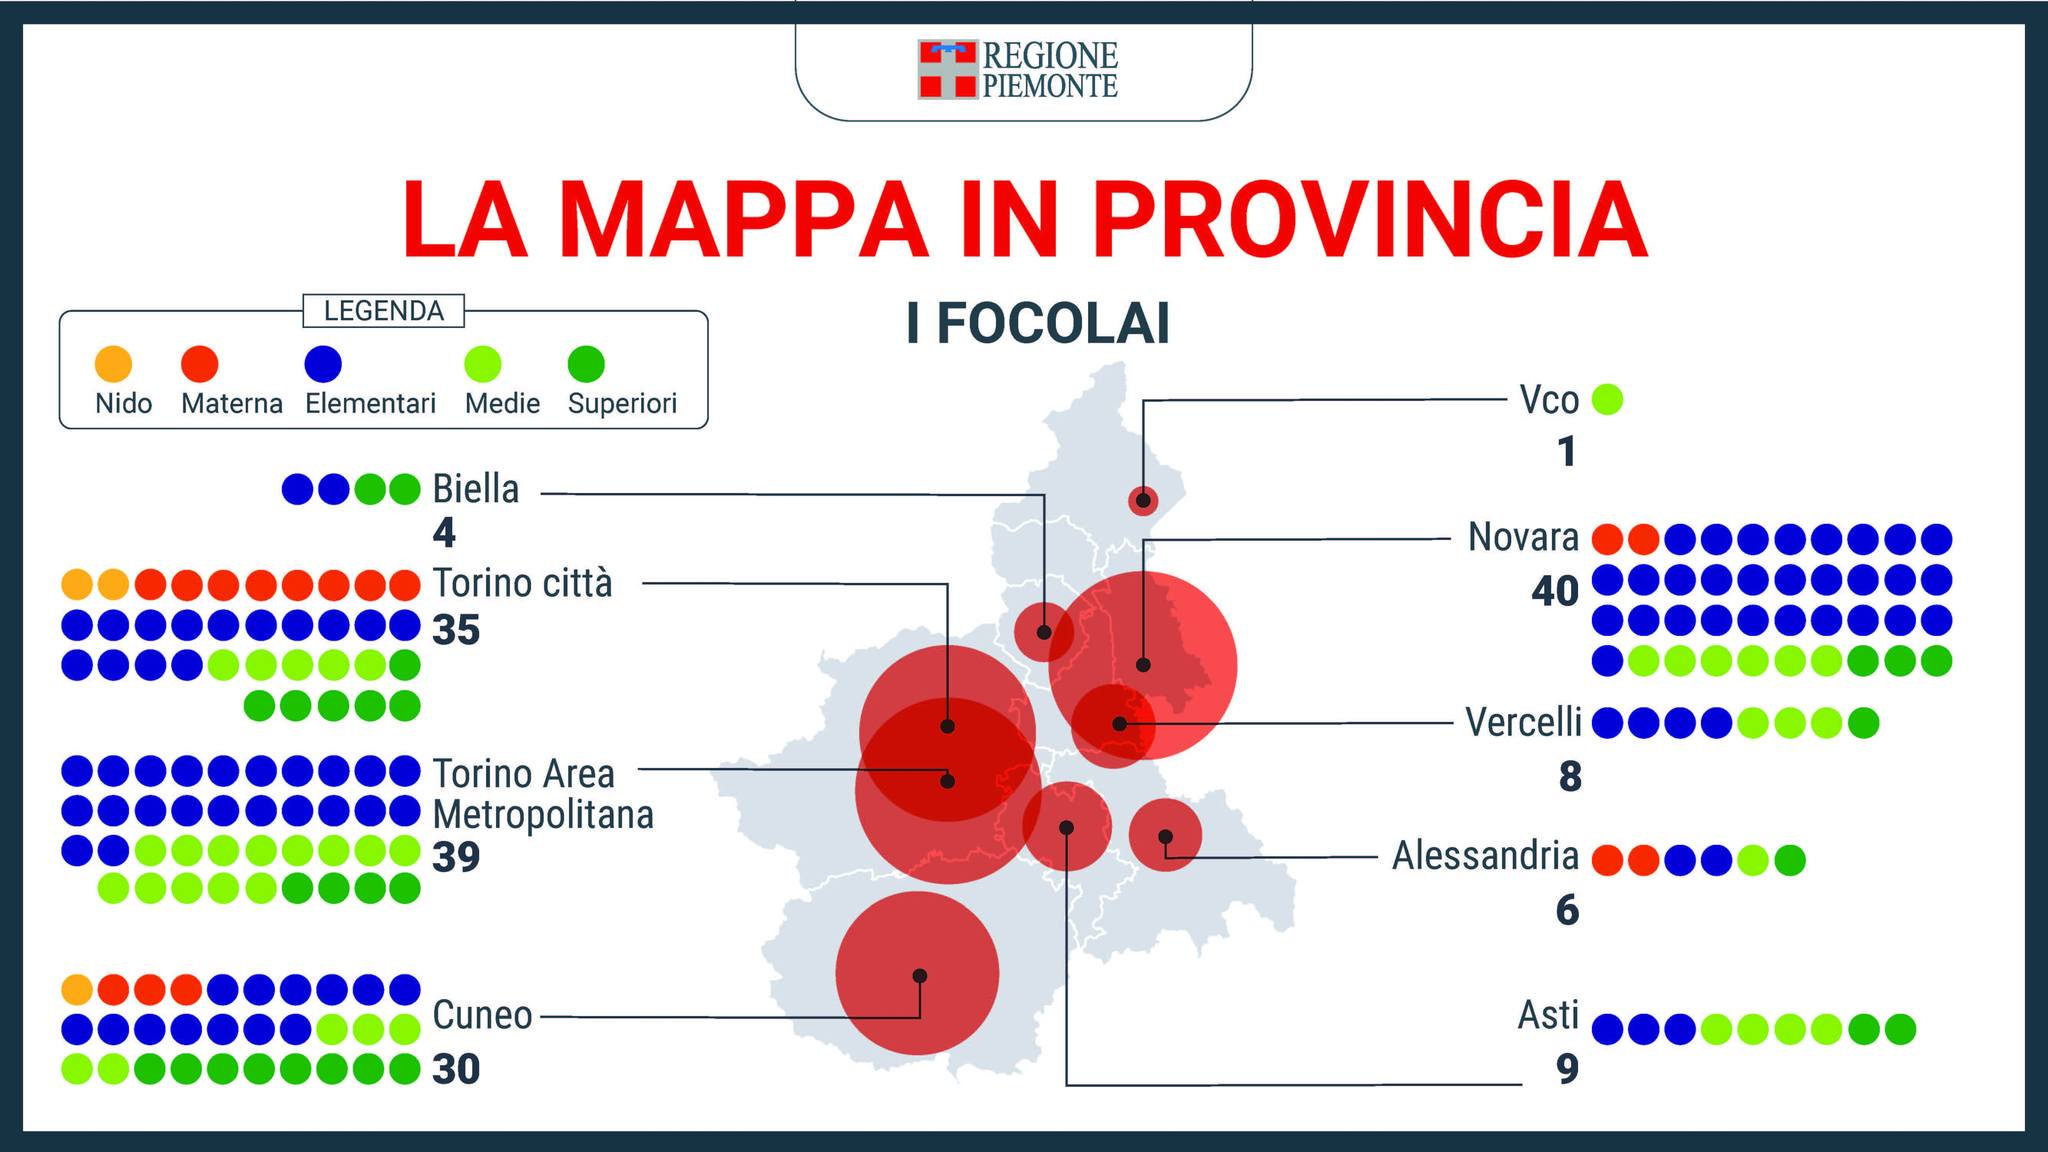 REGIONE
PIEMONTE
LA MAPPA IN PROVINCIA
I FOCOLAI
LEGENDA
Nido Materna Elementari Medie Superiori
Biella
4
Torino città
35
Torino Area
Metropolitana
39
Cuneo
30
Vco
1
Novara
40
Vercelli
8
Alessandria
6
Asti
9